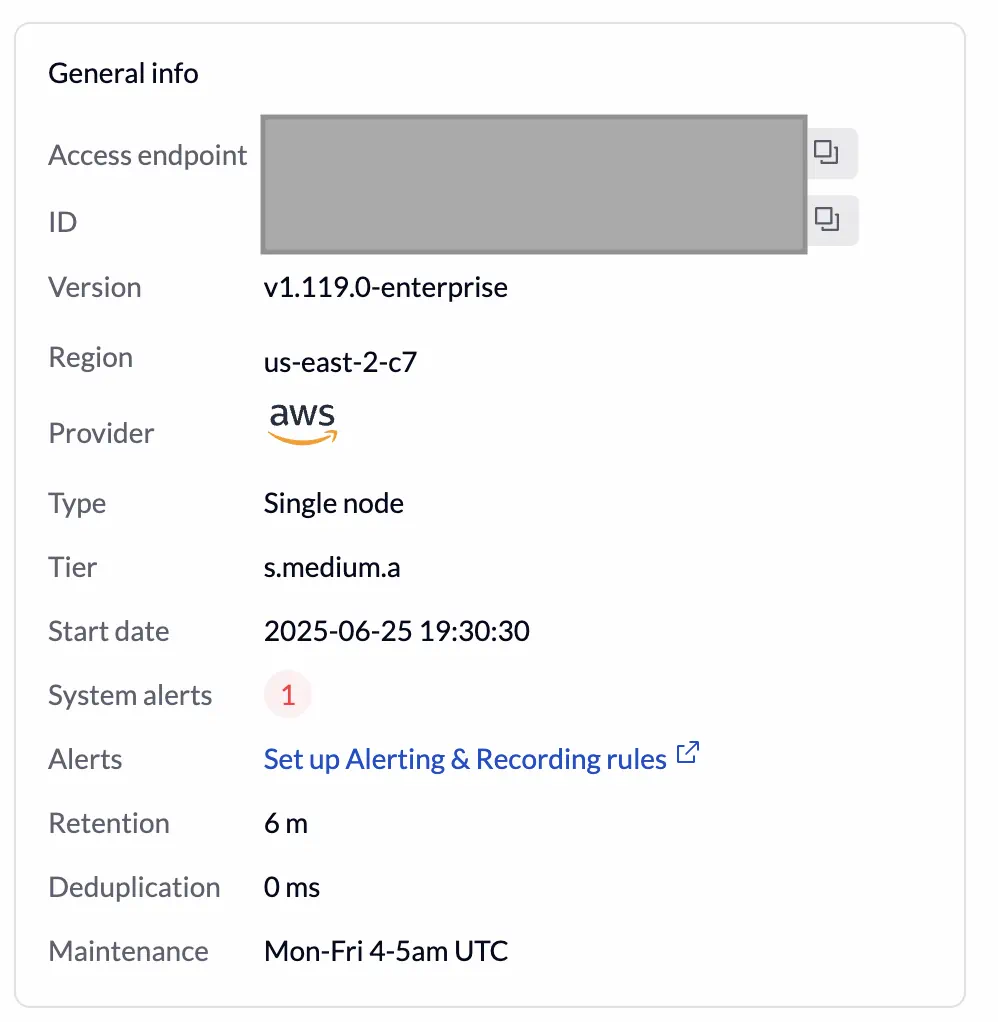 General info
Access endpoint
ID
Version v1.119.0-enterprise
Region us-east-2-c7
Provider aws
Type Single node
Tier s.medium.a
Start date 2025-06-25 19:30:30
System alerts 1
Alerts Set up Alerting & Recording rules
Retention 6 m
Deduplication 0 ms
Maintenance Mon-Fri 4-5am UTC